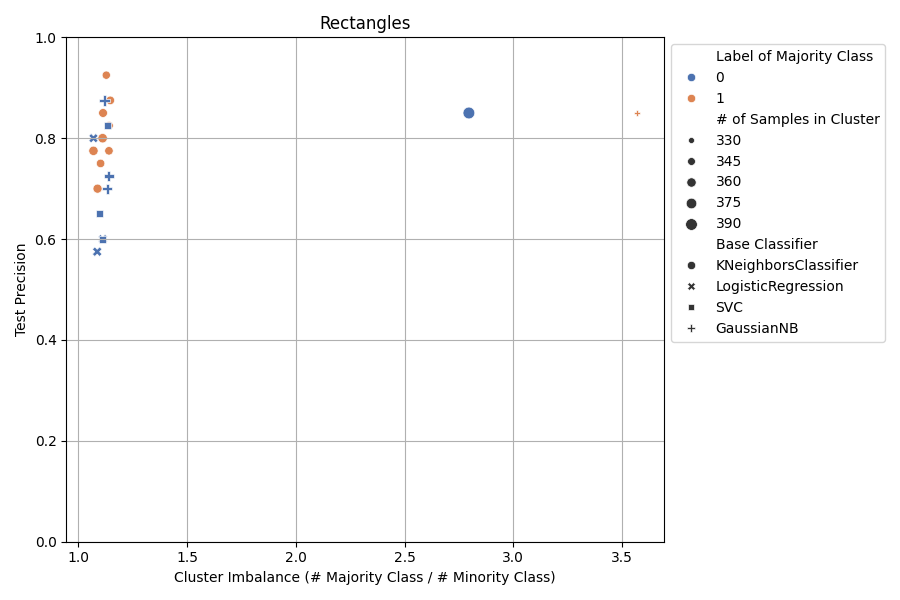 Rectangles
1.0
0.8
0.6
0.4
0.2
0.0
Test Precision
1.0
1.5
2.0
2.5
3.0
3.5
Cluster Imbalance (# Majority Class / # Minority Class)
Label of Majority Class
0
1
# of Samples in Cluster
330
345
360
375
390
Base Classifier
KNeighborsClassifier
LogisticRegression
SVC
GaussianNB